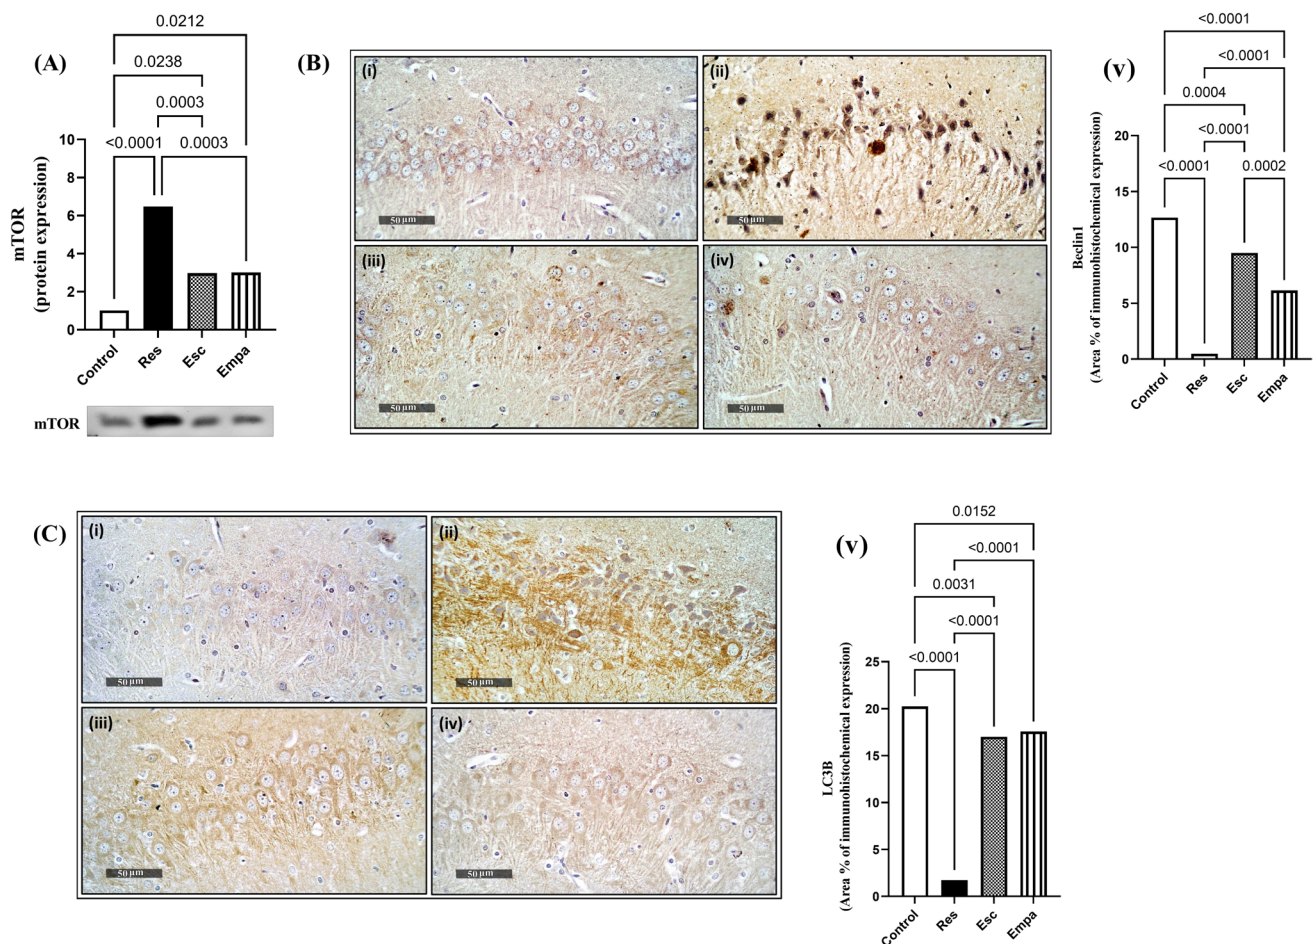 (A)
0.0212
0.0238
0.0003
<0.0001
0.0003
mTOR
(protein expression)
10
8
6
4
2
0
Control
Res
Esc
Empa
mTOR
(B)
(i)
50 µm
(ii)
50 µm
(iii)
50 µm
(iv)
50 µm
(v)
<0.0001
<0.0001
0.0004
<0.0001
<0.0001
0.0002
Beclin1
(Area % of immunohistochemical expression)
20
15
10
5
0
Control
Res
Esc
Empa
(C)
(i)
50 µm
(ii)
50 µm
(iii)
50 µm
(iv)
50 µm
(v)
0.0152
<0.0001
0.0031
<0.0001
<0.0001
LC3B
(Area % of immunohistochemical expression)
25
20
15
10
5
0
Control
Res
Esc
Empa